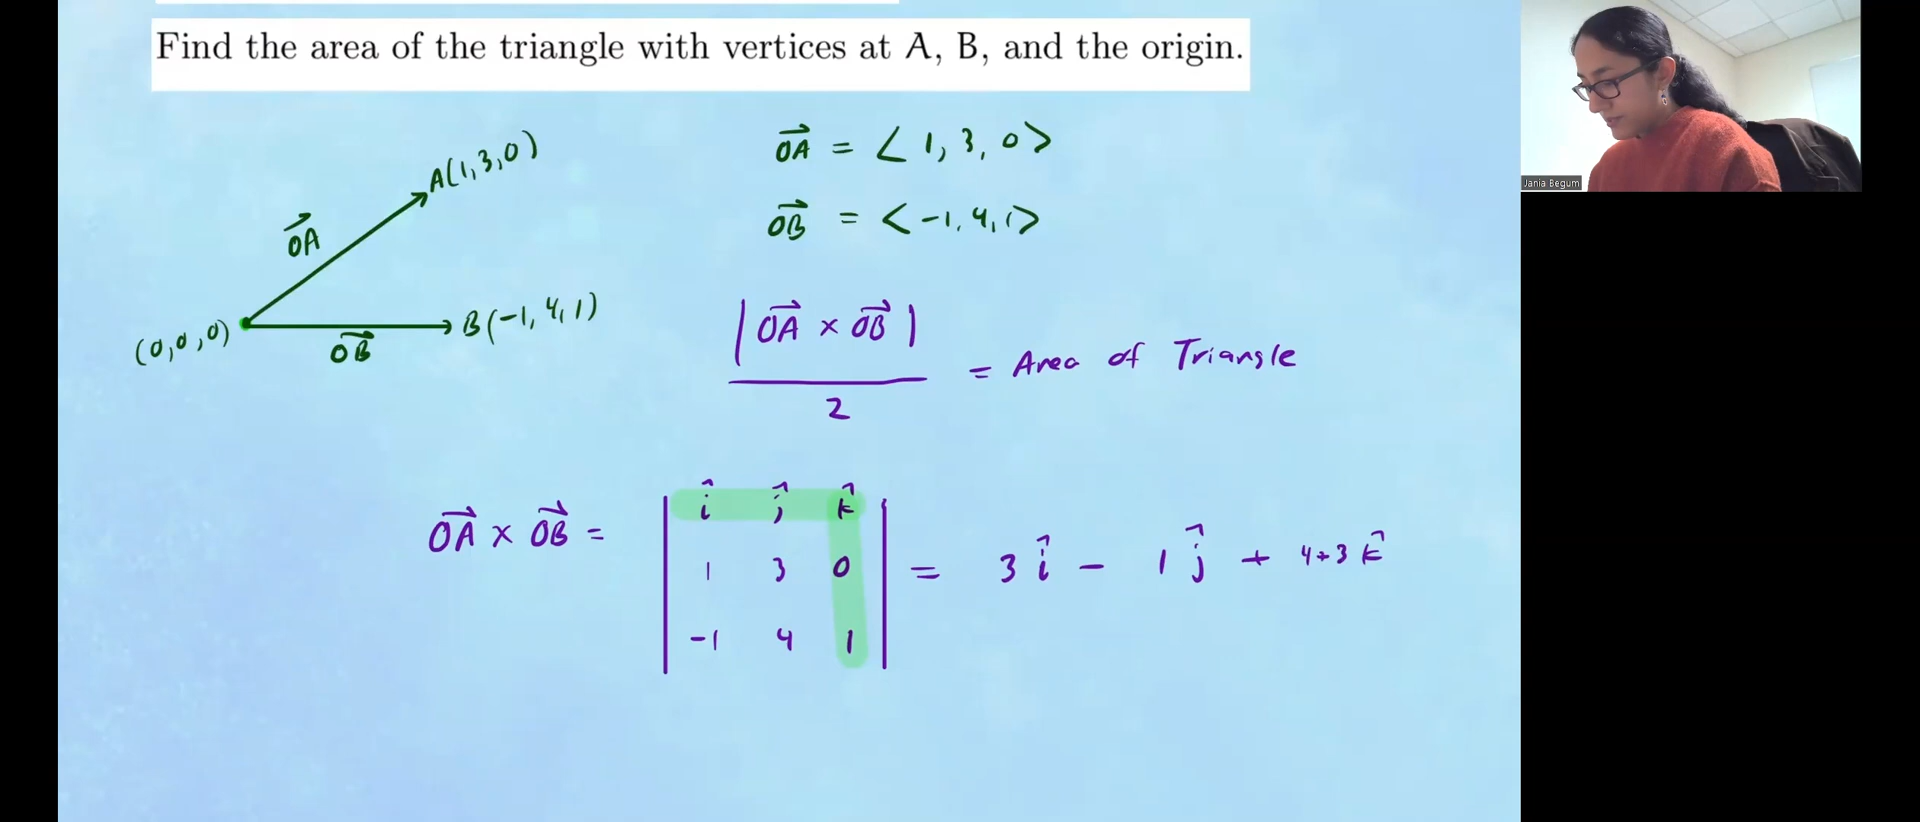 Find the area of the triangle with vertices at A, B, and the origin.
A(1,3,0)
OA
(0,0,0)
OB
B(-1,4,1)
OA = <1,3,0>
OB = <-1,4,1>
|OA × OB|
2
= Area of Triangle
OA × OB =
î ĵ k̂
1 3 0
-1 4 1
= 3 î - 1 ĵ + 4+3 k̂
Jania Begum